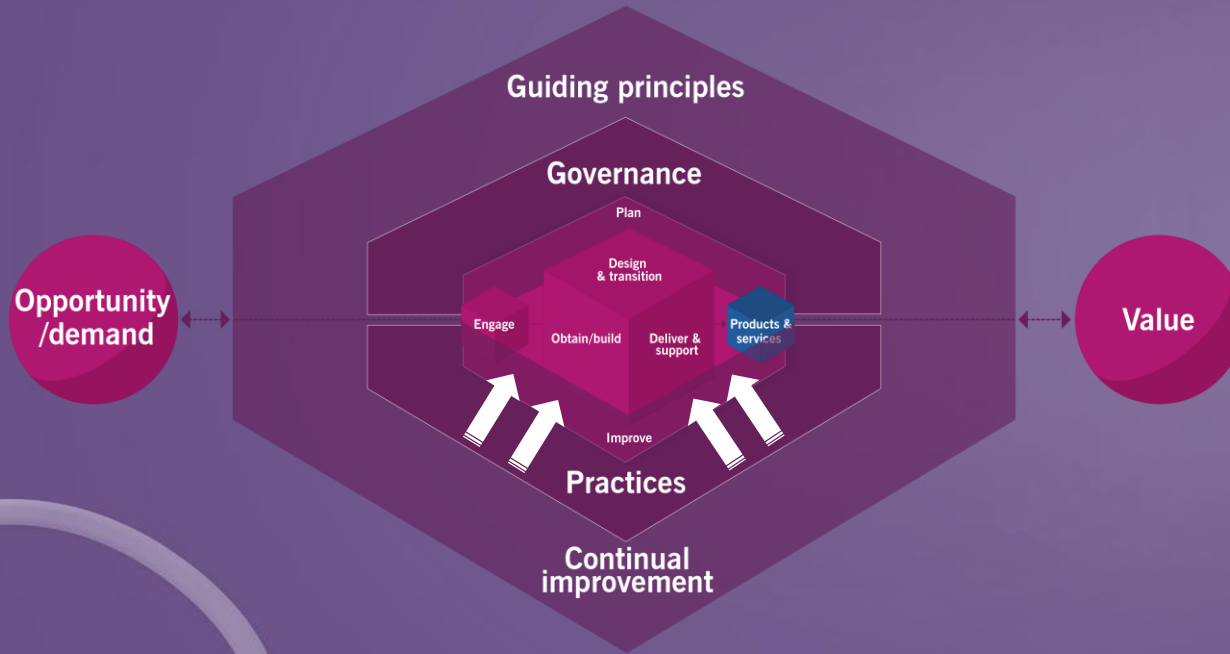 Guiding principles
Governance
Plan
Design
& transition
Opportunity
/demand
Engage
Obtain/build
Deliver &
support
Products &
services
Value
Improve
Practices
Continual
improvement